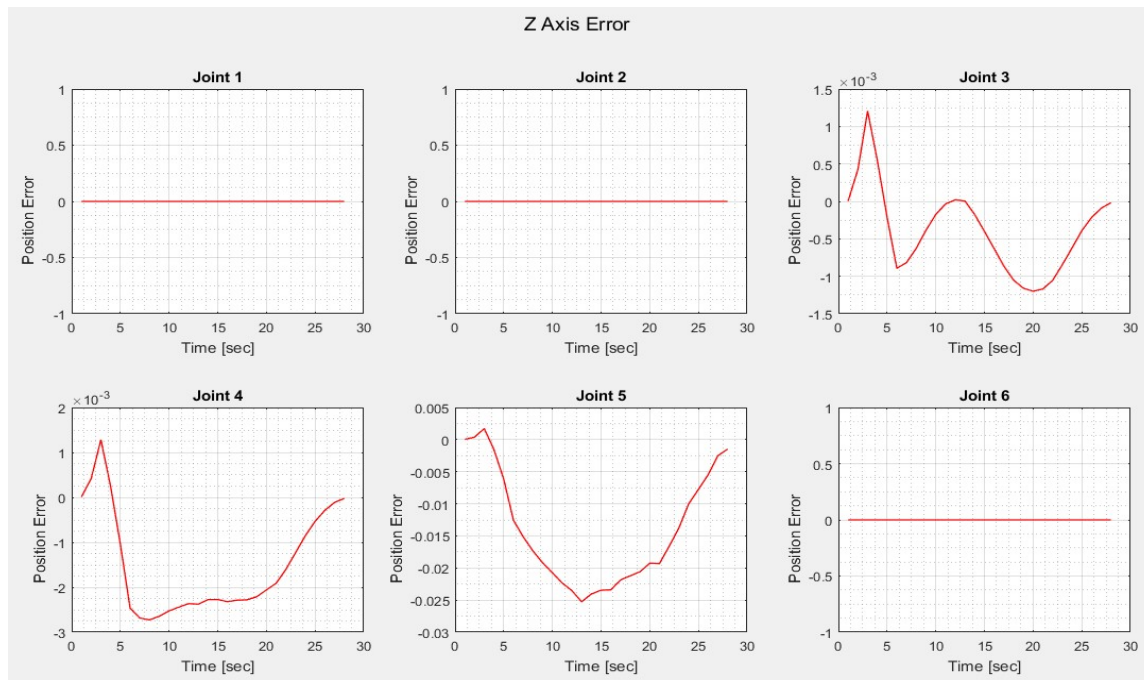 Z Axis Error
Joint 1
1
0.5
0
-0.5
-1
Position Error
0 5 10 15 20 25 30
Time [sec]
Joint 2
1
0.5
0
-0.5
-1
Position Error
0 5 10 15 20 25 30
Time [sec]
Joint 3
×10-3
1.5
1
0.5
0
-0.5
-1
-1.5
Position Error
0 5 10 15 20 25 30
Time [sec]
Joint 4
×10-3
2
1
0
-1
-2
-3
Position Error
0 5 10 15 20 25 30
Time [sec]
Joint 5
0.005
0
-0.005
-0.01
-0.015
-0.02
-0.025
-0.03
Position Error
0 5 10 15 20 25 30
Time [sec]
Joint 6
1
0.5
0
-0.5
-1
Position Error
0 5 10 15 20 25 30
Time [sec]